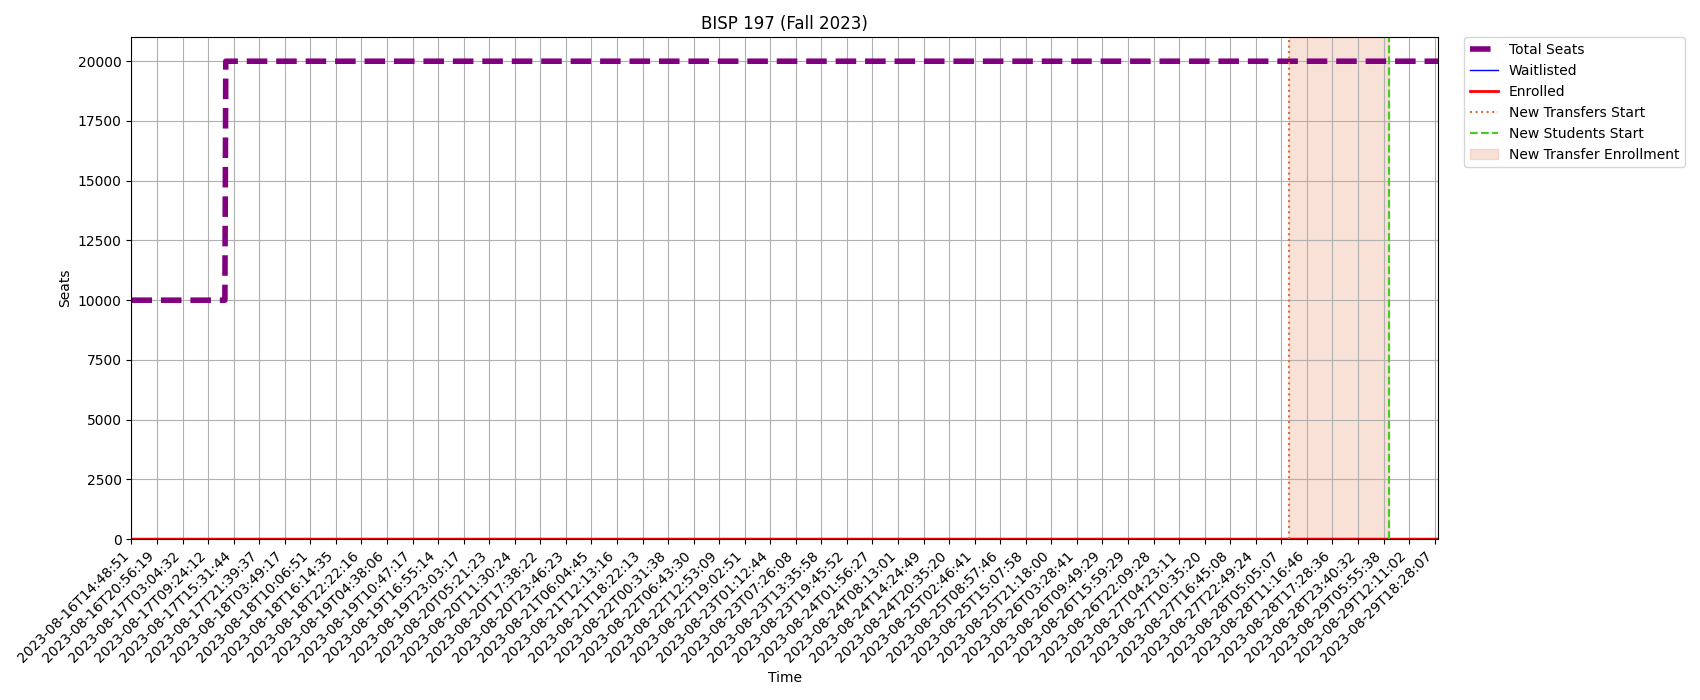 BISP 197 (Fall 2023)
Total Seats
Waitlisted
Enrolled
New Transfers Start
New Students Start
New Transfer Enrollment
20000
17500
15000
12500
10000
7500
5000
2500
0
Seats
2023-08-16T14:48:51
2023-08-16T20:56:19
2023-08-17T03:04:32
2023-08-17T09:24:12
2023-08-17T15:31:44
2023-08-17T21:39:37
2023-08-18T03:49:17
2023-08-18T10:06:51
2023-08-18T16:14:35
2023-08-18T22:22:16
2023-08-19T04:38:06
2023-08-19T10:47:17
2023-08-19T16:55:14
2023-08-19T23:03:17
2023-08-20T05:21:23
2023-08-20T11:30:24
2023-08-20T17:38:22
2023-08-20T23:46:23
2023-08-21T06:04:45
2023-08-21T12:13:16
2023-08-21T18:22:13
2023-08-22T00:31:38
2023-08-22T06:43:30
2023-08-22T12:53:09
2023-08-22T19:02:51
2023-08-23T01:12:44
2023-08-23T07:26:08
2023-08-23T13:35:58
2023-08-23T19:45:52
2023-08-24T01:56:27
2023-08-24T08:13:01
2023-08-24T14:24:49
2023-08-24T20:35:20
2023-08-25T02:46:41
2023-08-25T08:57:46
2023-08-25T15:07:58
2023-08-25T21:18:00
2023-08-26T03:28:41
2023-08-26T09:49:29
2023-08-26T15:59:29
2023-08-26T22:09:28
2023-08-27T04:23:11
2023-08-27T10:35:20
2023-08-27T16:45:08
2023-08-27T22:49:24
2023-08-28T05:05:07
2023-08-28T11:16:46
2023-08-28T17:28:36
2023-08-28T23:40:32
2023-08-29T05:55:38
2023-08-29T12:11:02
2023-08-29T18:28:07
Time